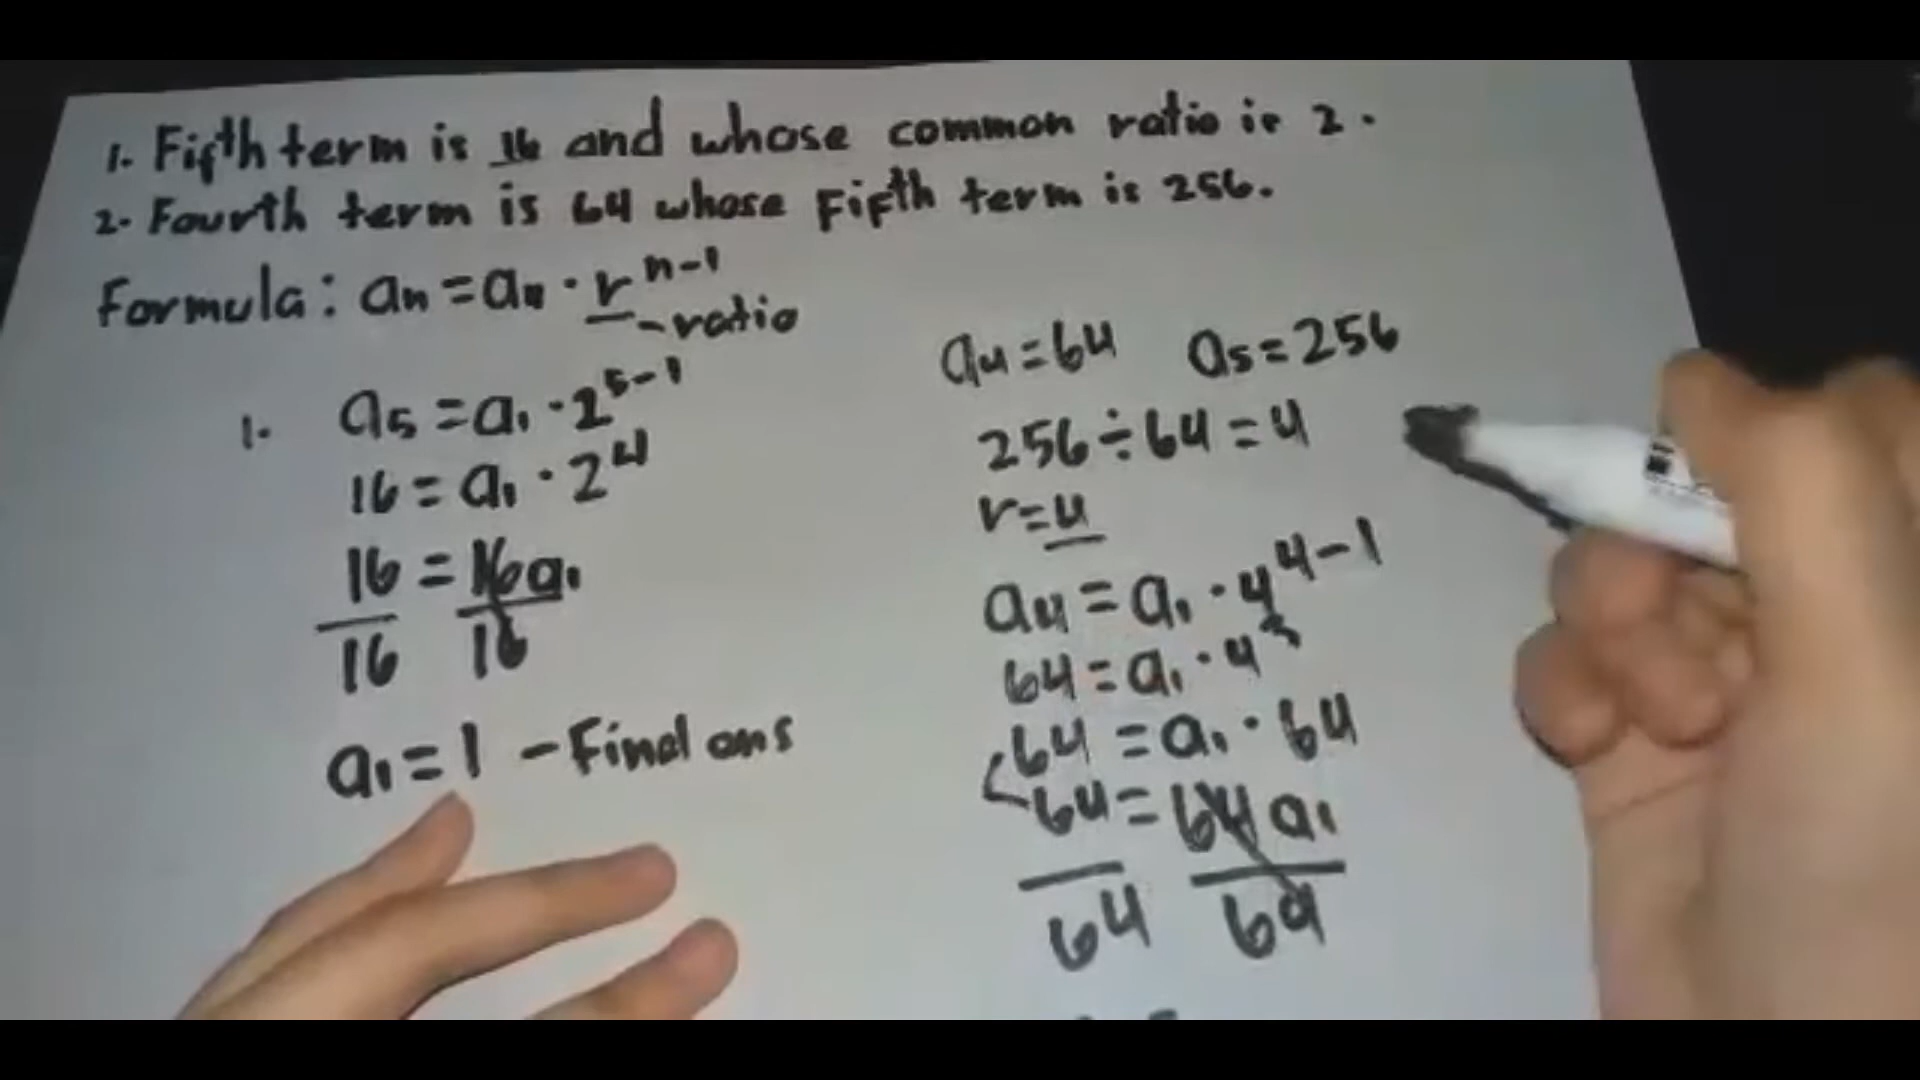 1. Fifth term is 16 and whose common ratio is 2.
2. Fourth term is 64 whose Fifth term is 256.
Formula: an = an · r^n-1
- ratio
1. a5 = a1 · 2^5-1
16 = a1 · 2^4
16 = 16a1
16 16
a1 = 1 - Final ans
a4 = 64 a5 = 256
256 ÷ 64 = 4
r = 4
a4 = a1 · 4^4-1
64 = a1 · 4^3
64 = a1 · 64
64 = 64 a1
64 64